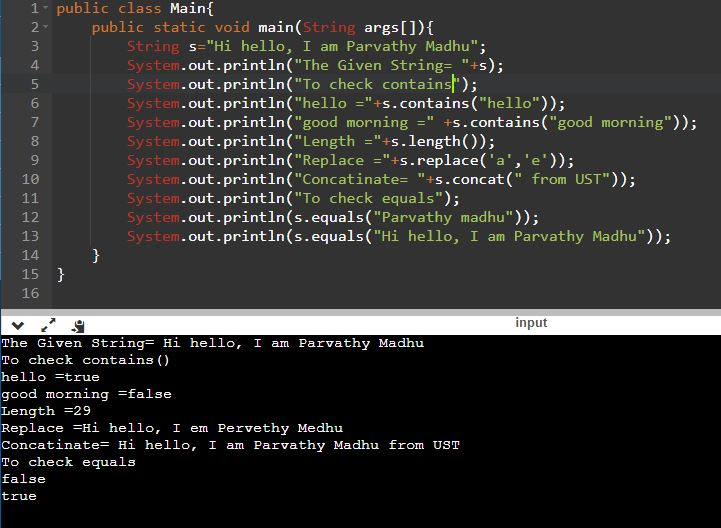 1 public class Main{
2 public static void main(String args[]){
3 String s="Hi hello, I am Parvathy Madhu";
4 System.out.println("The Given String= "+s);
5 System.out.println("To check contains");
6 System.out.println("hello ="+s.contains("hello"));
7 System.out.println("good morning =" +s.contains("good morning"));
8 System.out.println("Length ="+s.length());
9 System.out.println("Replace ="+s.replace('a','e'));
10 System.out.println("Concatinate= "+s.concat(" from UST"));
11 System.out.println("To check equals");
12 System.out.println(s.equals("Parvathy madhu"));
13 System.out.println(s.equals("Hi hello, I am Parvathy Madhu"));
14 }
15 }
16
input
The Given String= Hi hello, I am Parvathy Madhu
To check contains()
hello =true
good morning =false
Length =29
Replace =Hi hello, I em Pervethy Medhu
Concatinate= Hi hello, I am Parvathy Madhu from UST
To check equals
false
true